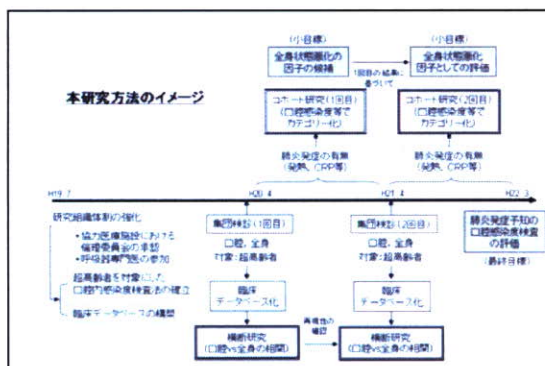 (小目標)
全身状態悪化の
因子の候補
(小目標)
全身状態悪化
因子としての評価
1回目の結果に
基づいて
本研究方法のイメージ
コホート研究(1回目)
(口腔感染度等で
カテゴリー化)
コホート研究(2回目)
(口腔感染度等で
カテゴリー化)
肺炎発症の有無
(発熱、CRP等)
肺炎発症の有無
(発熱、CRP等)
H19.7
H20.4
H21.4
H22.3
研究組織体制の強化
・協力医療施設における
倫理委員会の承認
・呼吸器専門医の参加
超高齢者を対象にした
口腔内感染度検査法の確立
臨床データベースの構築
集団検診(1回目)
口腔、全身
対象:超高齢者
臨床
データベース化
横断研究
(口腔vs全身の相関)
再現性の
確認
集団検診(2回目)
口腔、全身
対象:超高齢者
臨床
データベース化
横断研究
(口腔vs全身の相関)
肺炎発症予知の
口腔感染度検査
の評価
(最終目標)